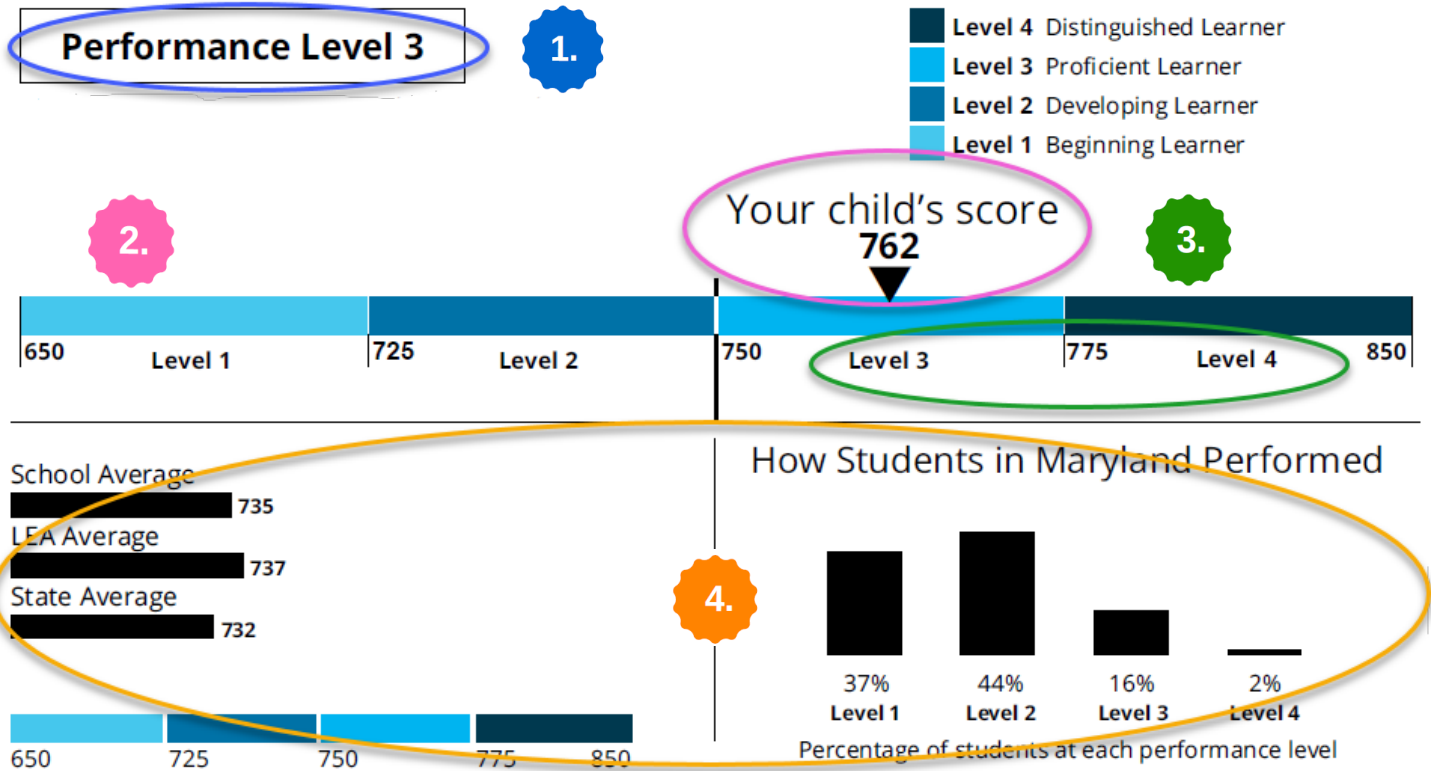 Performance Level 3
1.
Level 4 Distinguished Learner
Level 3 Proficient Learner
Level 2 Developing Learner
Level 1 Beginning Learner
2.
Your child's score
762
3.
650 Level 1 725 Level 2 750 Level 3 775 Level 4 850
School Average
735
LEA Average
737
State Average
732
650 725 750 775 850
4.
How Students in Maryland Performed
37% 44% 16% 2%
Level 1 Level 2 Level 3 Level 4
Percentage of students at each performance level